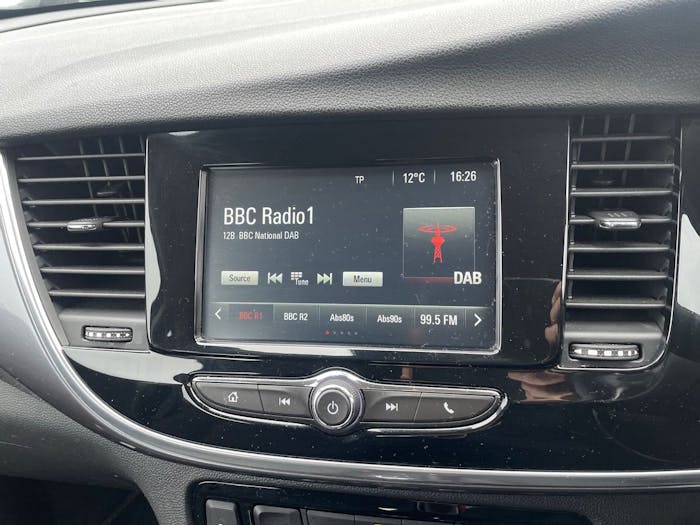 TP 12°C 16:26
BBC Radio1
12B BBC National DAB
DAB
Source Tune Menu
BBC R1 BBC R2 Abs80s Abs90s 99.5 FM